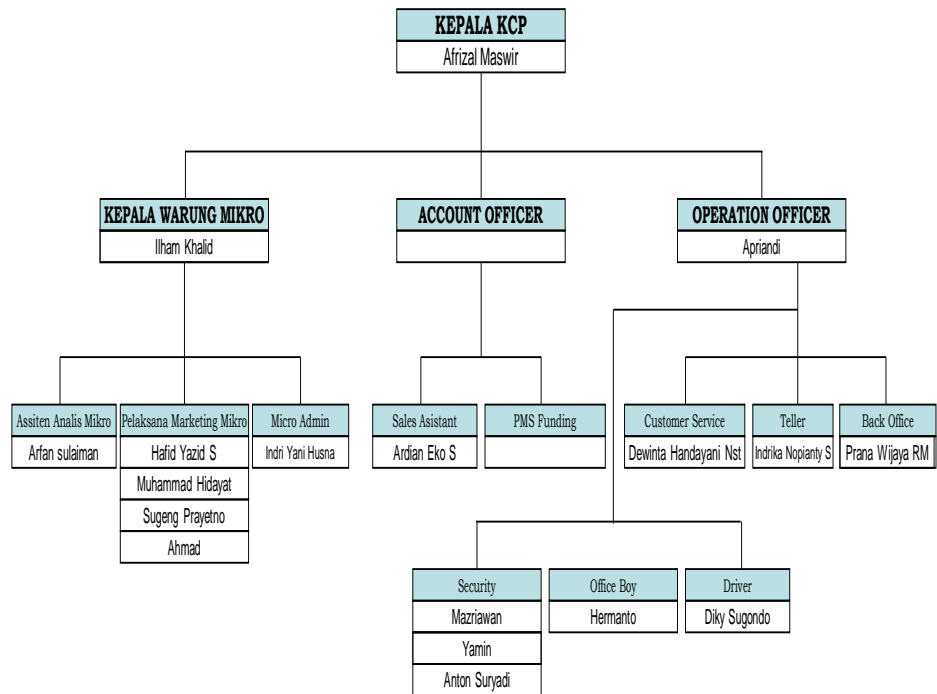 KEPALA KCP
Afrizal Maswir
KEPALA WARUNG MIKRO
Ilham Khalid
ACCOUNT OFFICER
OPERATION OFFICER
Apriandi
Assiten Analis Mikro
Arfan sulaiman
Pelaksana Marketing Mikro
Hafid Yazid S
Muhammad Hidayat
Sugeng Prayetno
Ahmad
Micro Admin
Indri Yani Husna
Sales Asistant
Ardian Eko S
PMS Funding
Customer Service
Dewinta Handayani Nst
Teller
Indrika Nopianty S
Back Office
Prana Wijaya RM
Security
Mazriawan
Yamin
Anton Suryadi
Office Boy
Hermanto
Driver
Diky Sugondo